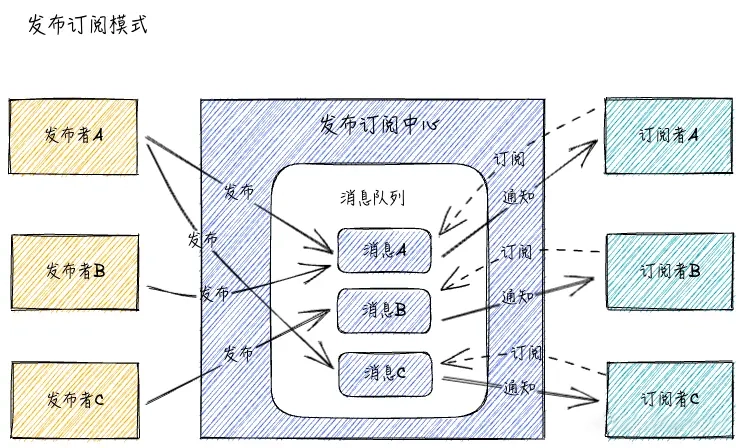 发布订阅模式
发布者A
发布订阅中心
订阅者A
订阅
发布
消息队列
通知
发布
消息A
发布者B
发布
订阅
订阅者B
消息B
通知
发布
订阅
消息C
通知
发布者C
订阅者C